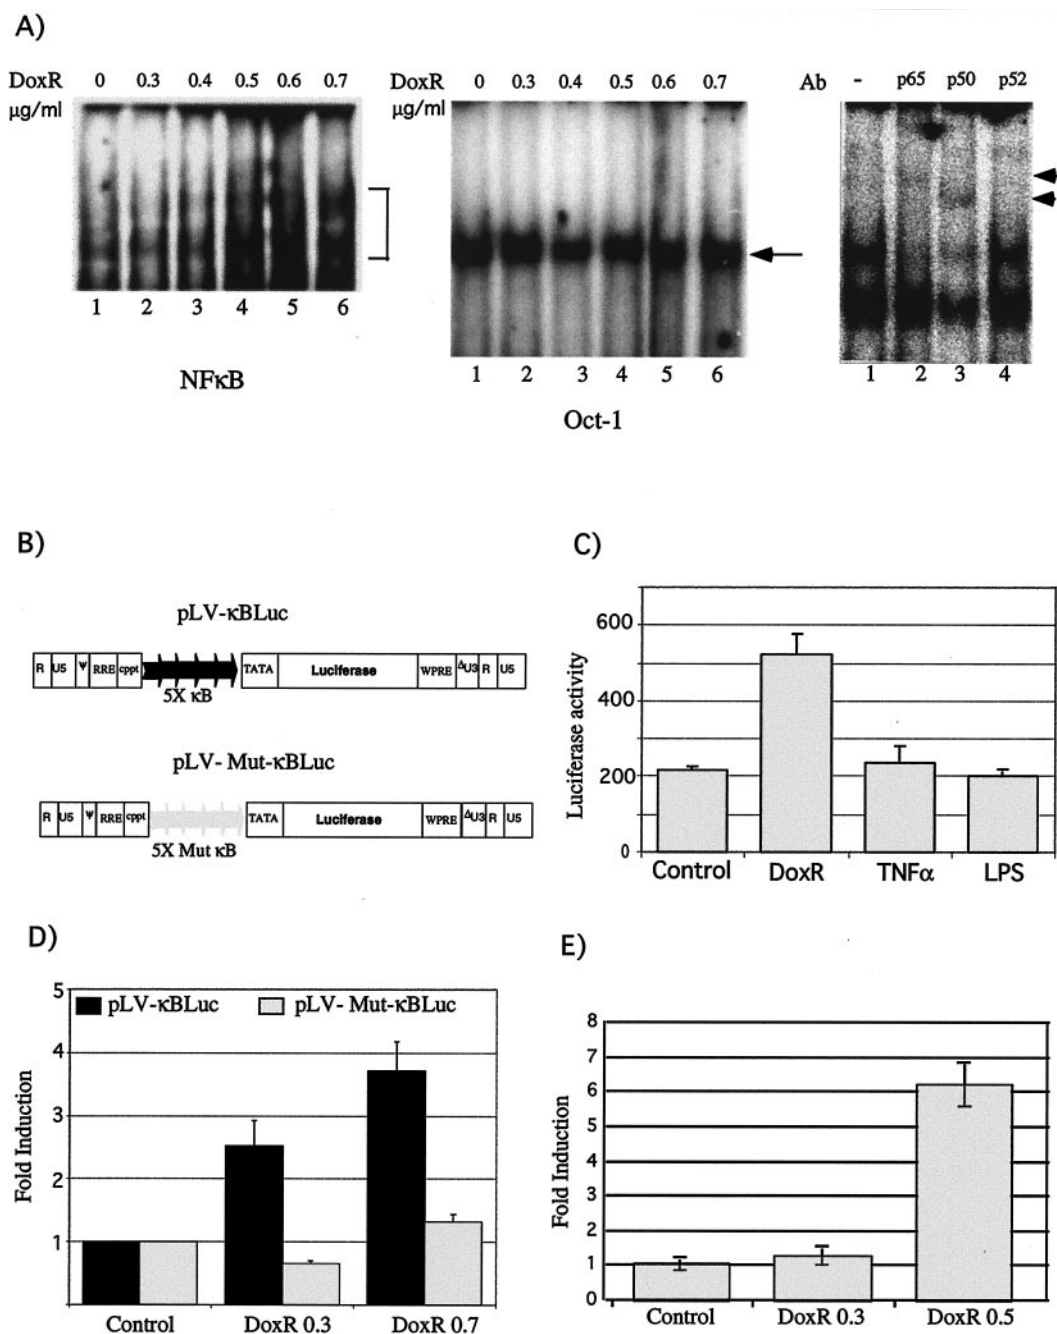 A)
DoxR 0 0.3 0.4 0.5 0.6 0.7
µg/ml
1 2 3 4 5 6
NFκB
DoxR 0 0.3 0.4 0.5 0.6 0.7
µg/ml
1 2 3 4 5 6
Oct-1
Ab - p65 p50 p52
1 2 3 4
B)
pLV-κBLuc
R U5 Ψ RRE cppt TATA Luciferase WPRE ΔU3 R U5
5X κB
pLV- Mut-κBLuc
R U5 Ψ RRE cppt TATA Luciferase WPRE ΔU3 R U5
5X Mut κB
C)
Luciferase activity
600
400
200
0
Control DoxR TNFα LPS
D)
Fold Induction
5
4
3
2
1
pLV-κBLuc pLV- Mut-κBLuc
Control DoxR 0.3 DoxR 0.7
E)
Fold Induction
8
7
6
5
4
3
2
1
0
Control DoxR 0.3 DoxR 0.5